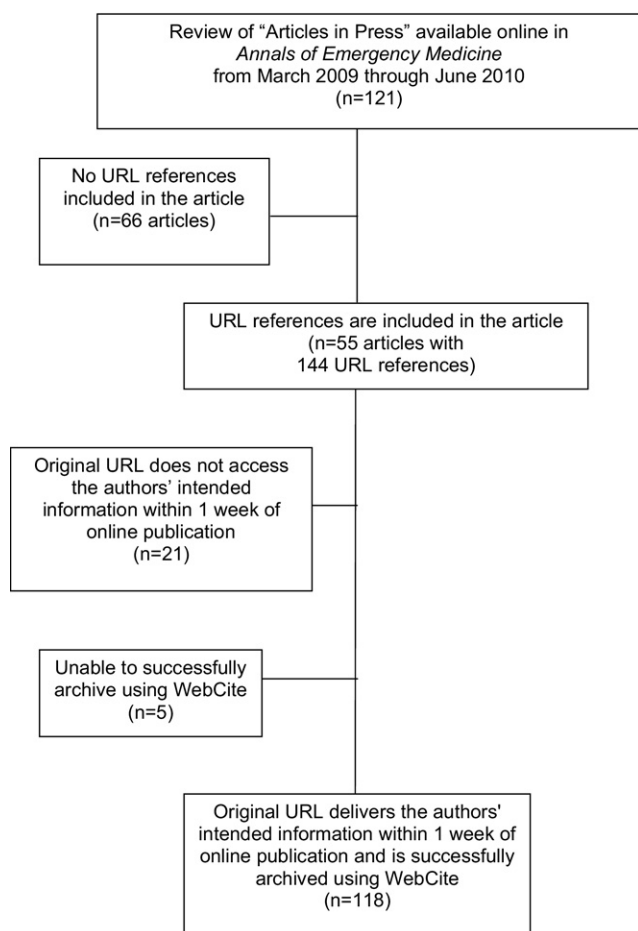 Review of “Articles in Press” available online in
Annals of Emergency Medicine
from March 2009 through June 2010
(n=121)
No URL references
included in the article
(n=66 articles)
URL references are included in the article
(n=55 articles with
144 URL references)
Original URL does not access
the authors’ intended
information within 1 week of
online publication
(n=21)
Unable to successfully
archive using WebCite
(n=5)
Original URL delivers the authors'
intended information within 1 week of
online publication and is successfully
archived using WebCite
(n=118)